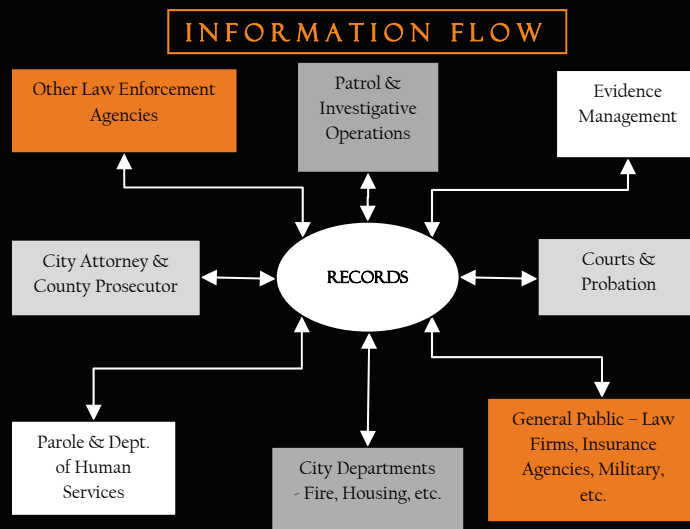 INFORMATION FLOW
Other Law Enforcement
Agencies
Patrol &
Investigative
Operations
Evidence
Management
City Attorney &
County Prosecutor
RECORDS
Courts &
Probation
Parole & Dept.
of Human
Services
City Departments
- Fire, Housing, etc.
General Public – Law
Firms, Insurance
Agencies, Military,
etc.